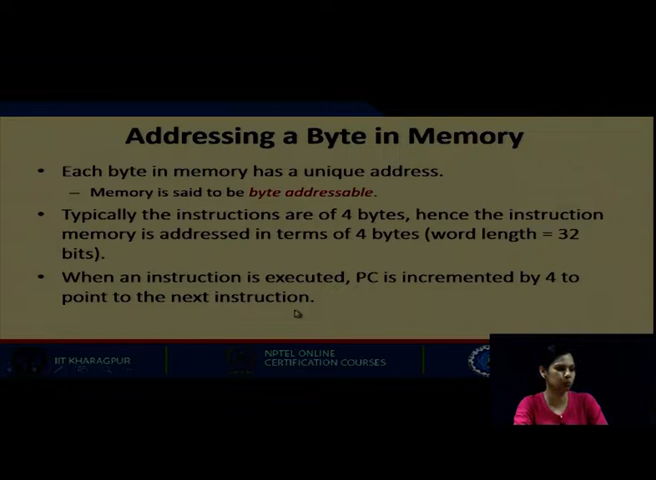 Addressing a Byte in Memory
• Each byte in memory has a unique address.
– Memory is said to be byte addressable.
• Typically the instructions are of 4 bytes, hence the instruction
memory is addressed in terms of 4 bytes (word length = 32
bits).
• When an instruction is executed, PC is incremented by 4 to
point to the next instruction.
IIT KHARAGPUR
NPTEL ONLINE
CERTIFICATION COURSES